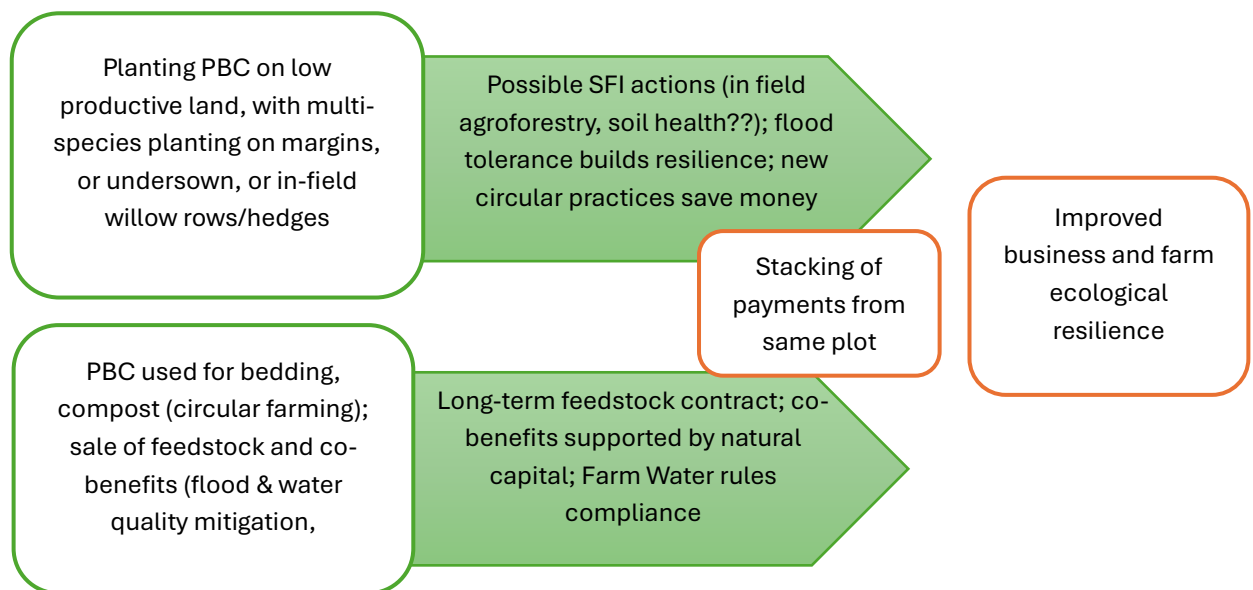 Planting PBC on low
productive land, with multi-
species planting on margins,
or undersown, or in-field
willow rows/hedges
Possible SFI actions (in field
agroforestry, soil health??); flood
tolerance builds resilience; new
circular practices save money
Stacking of
payments from
same plot
Improved
business and farm
ecological
resilience
PBC used for bedding,
compost (circular farming);
sale of feedstock and co-
benefits (flood & water
quality mitigation,
Long-term feedstock contract; co-
benefits supported by natural
capital; Farm Water rules
compliance